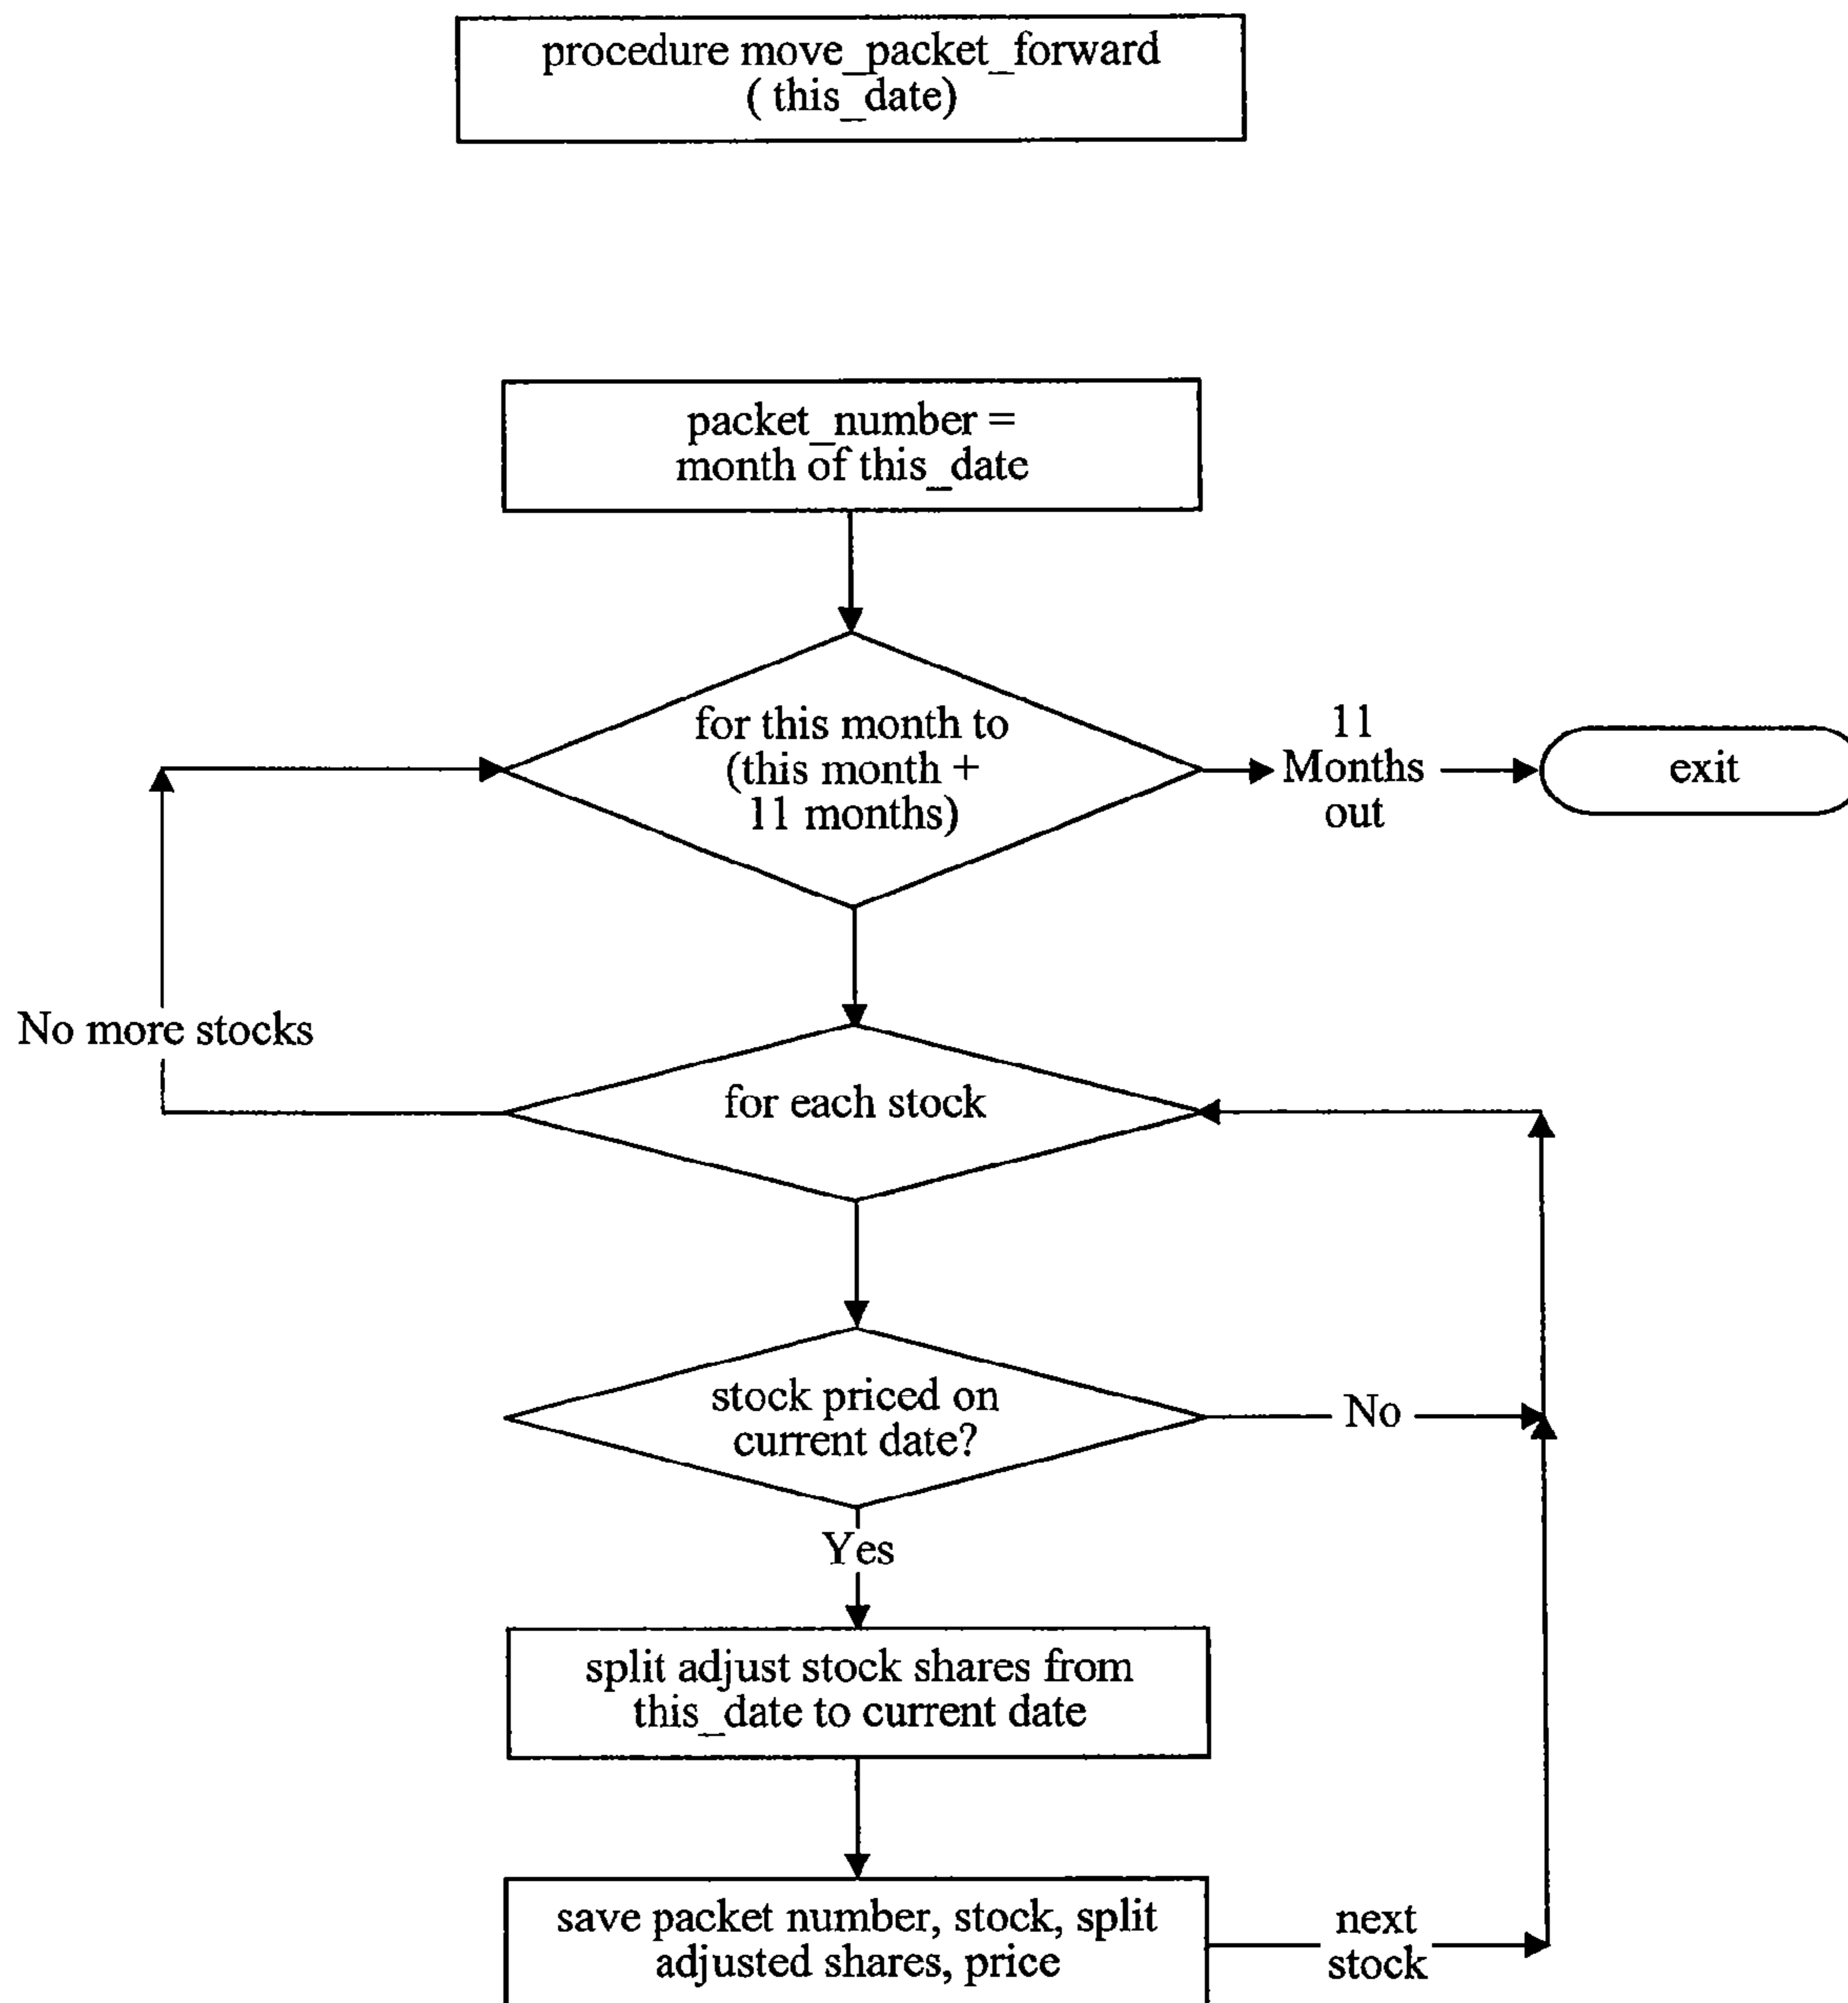 procedure move_packet_forward
( this_date)
packet_number =
month of this_date
for this month to
(this month +
11 months)
11
Months
out
exit
No more stocks
for each stock
stock priced on
current date?
No
Yes
split adjust stock shares from
this_date to current date
save packet number, stock, split
adjusted shares, price
next
stock